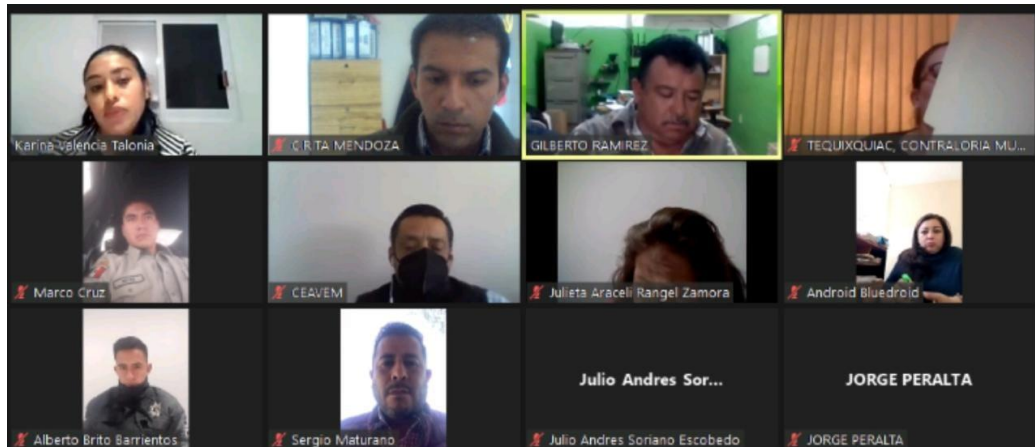 Karina Valencia Talonia
C.RITA MENDOZA
GILBERTO RAMIREZ
TEQUIXQUIAC, CONTRALORIA MU...
Marco Cruz
CEAVEM
Julieta Araceli Rangel Zamora
Android Bluedroid
Alberto Brito Barrientos
Sergio Maturano
Julio Andres Sor...
Julio Andres Soriano Escobedo
JORGE PERALTA
JORGE PERALTA